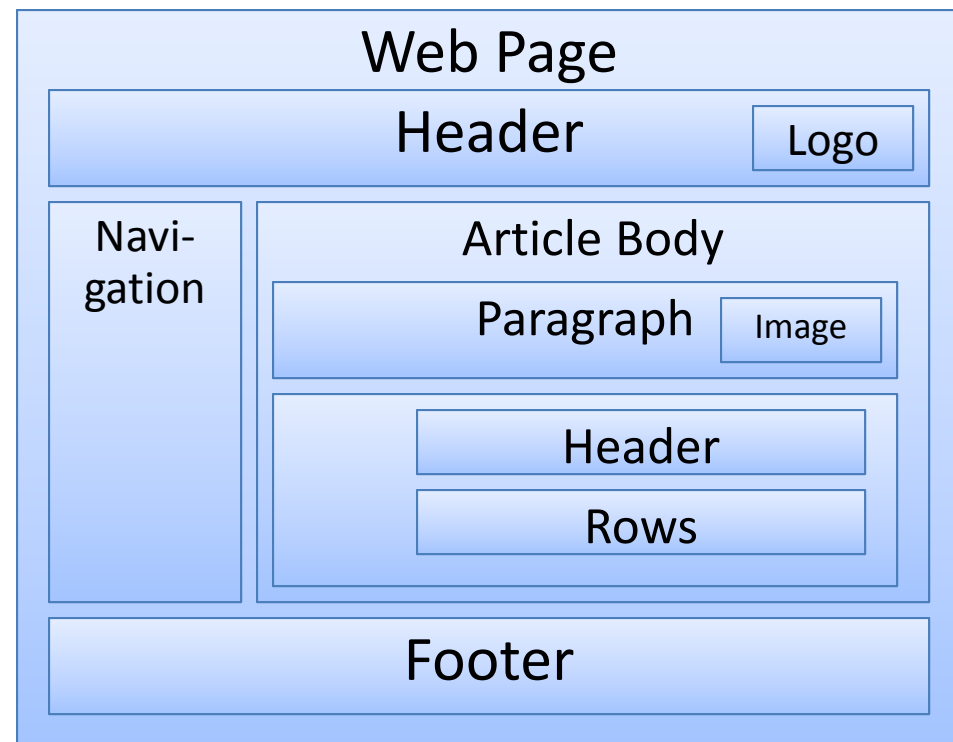 Web Page
Header
Logo
Navi-
gation
Article Body
Paragraph
Image
Header
Rows
Footer